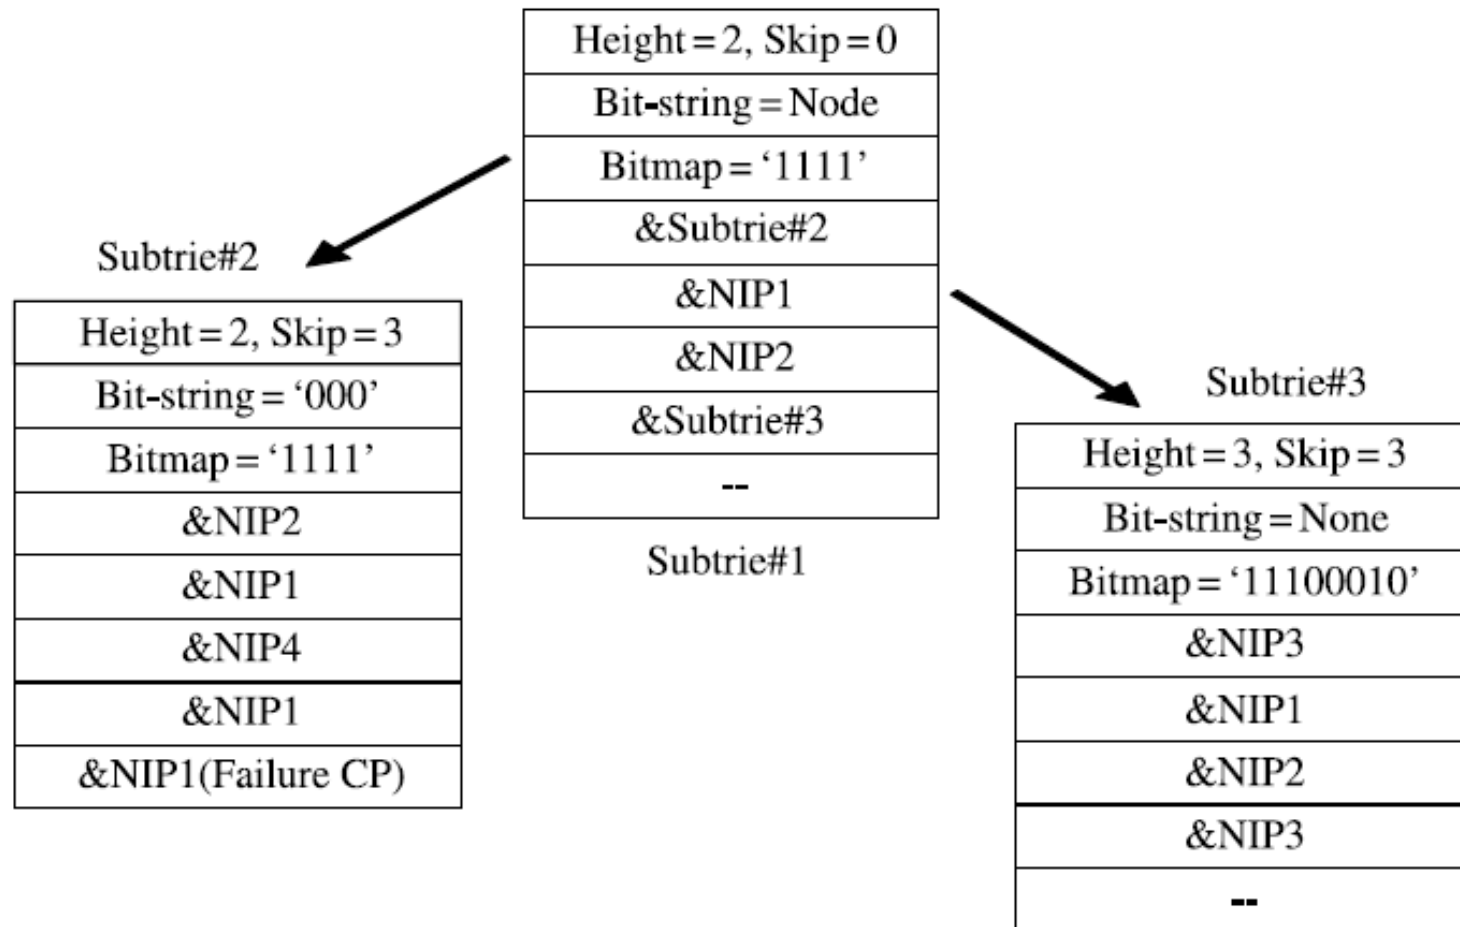 Height = 2, Skip = 0
Bit-string = Node
Bitmap = ‘1111’
&Subtrie#2
&NIP1
&NIP2
&Subtrie#3
--
Subtrie#1
Subtrie#2
Height = 2, Skip = 3
Bit-string = ‘000’
Bitmap = ‘1111’
&NIP2
&NIP1
&NIP4
&NIP1
&NIP1(Failure CP)
Subtrie#3
Height = 3, Skip = 3
Bit-string = None
Bitmap = ‘11100010’
&NIP3
&NIP1
&NIP2
&NIP3
--